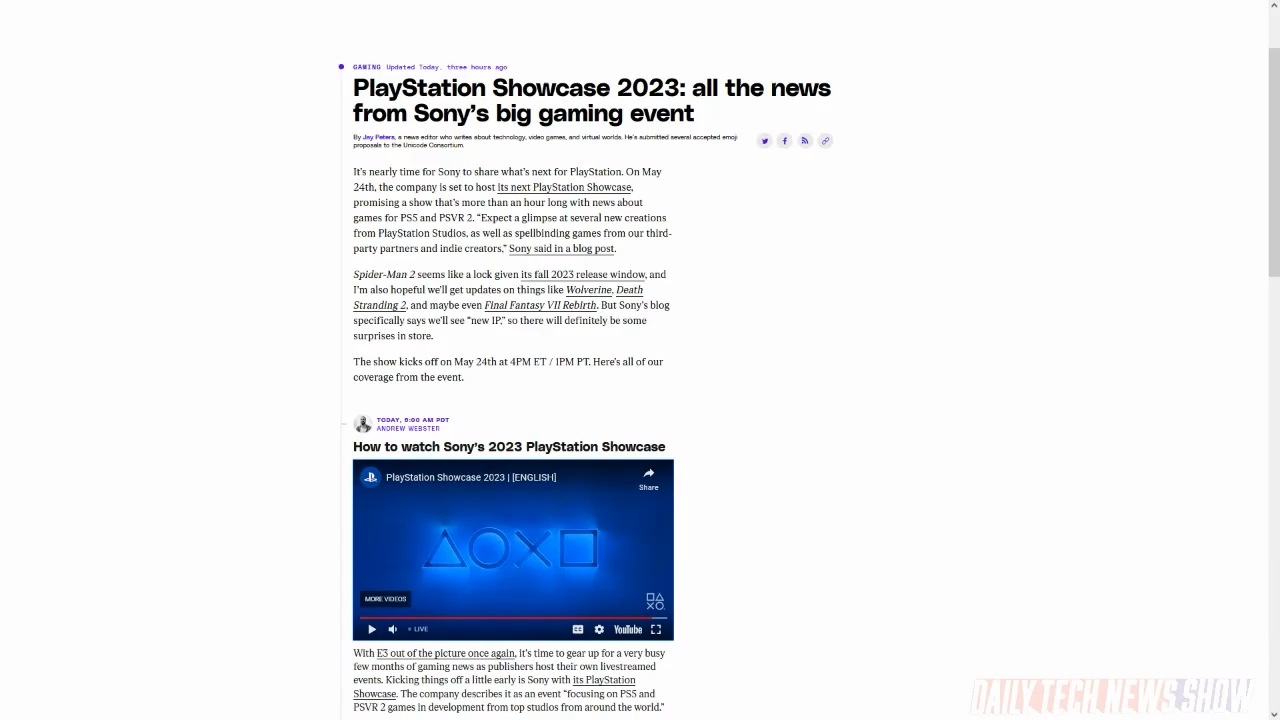 GAMING Updated Today, three hours ago
PlayStation Showcase 2023: all the news
from Sony's big gaming event
By Jay Peters, a news editor who writes about technology, video games, and virtual worlds. He's submitted several accepted emoji
proposals to the Unicode Consortium.
It's nearly time for Sony to share what's next for PlayStation. On May
24th, the company is set to host its next PlayStation Showcase,
promising a show that's more than an hour long with news about
games for PS5 and PSVR 2. “Expect a glimpse at several new creations
from PlayStation Studios, as well as spellbinding games from our third-
party partners and indie creators,” Sony said in a blog post.
Spider-Man 2 seems like a lock given its fall 2023 release window, and
I'm also hopeful we'll get updates on things like Wolverine, Death
Stranding 2, and maybe even Final Fantasy VII Rebirth. But Sony's blog
specifically says we'll see “new IP,” so there will definitely be some
surprises in store.
The show kicks off on May 24th at 4PM ET / 1PM PT. Here's all of our
coverage from the event.
TODAY, 9:00 AM PDT
ANDREW WEBSTER
How to watch Sony's 2023 PlayStation Showcase
PlayStation Showcase 2023 | [ENGLISH]
Share
MORE VIDEOS
LIVE
CC
YouTube
With E3 out of the picture once again, it's time to gear up for a very busy
few months of gaming news as publishers host their own livestreamed
events. Kicking things off a little early is Sony with its PlayStation
Showcase. The company describes it as an event “focusing on PS5 and
PSVR 2 games in development from top studios from around the world.”
DAILY TECH NEWS SHOW